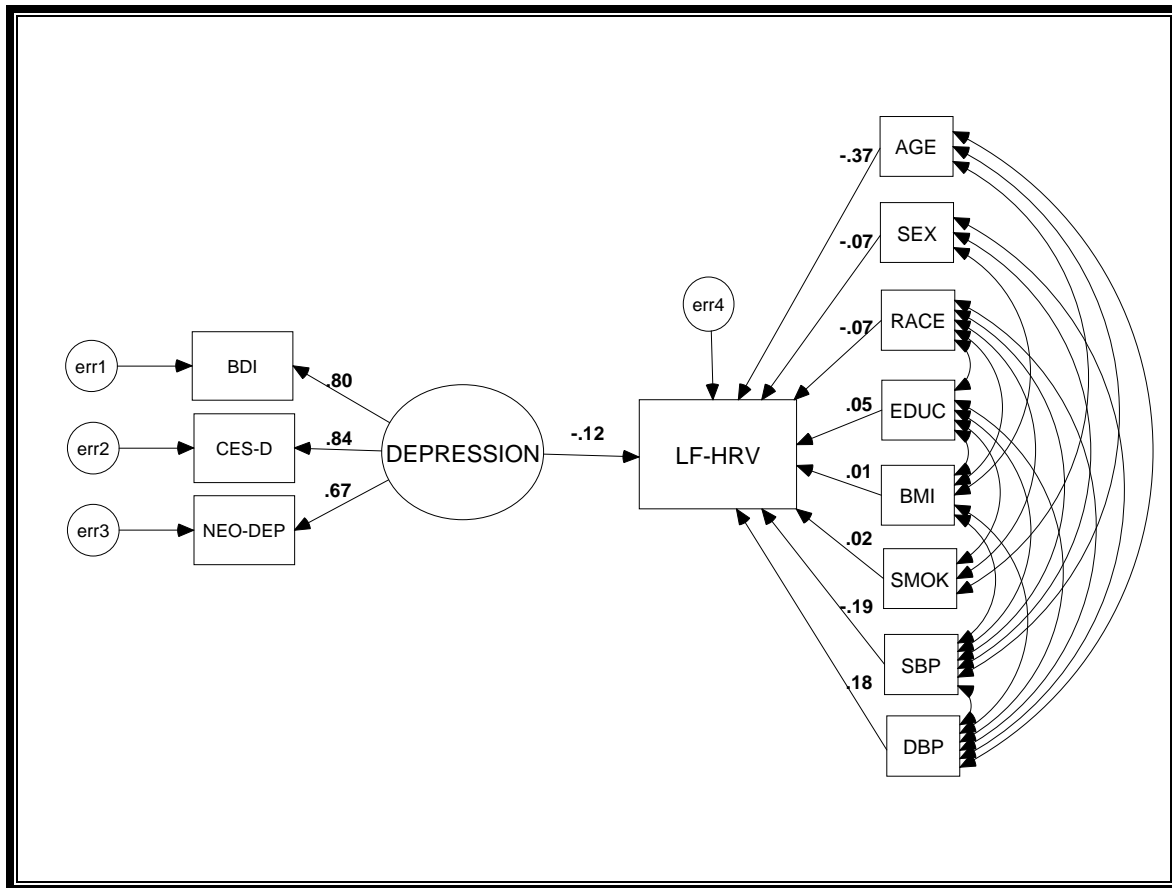 AGE
-.37
SEX
-.07
err4
RACE
-.07
err1
BDI
.80
EDUC
.05
err2
CES-D
.84
DEPRESSION
-.12
LF-HRV
.01
BMI
err3
NEO-DEP
.67
.02
SMOK
-.19
SBP
.18
DBP